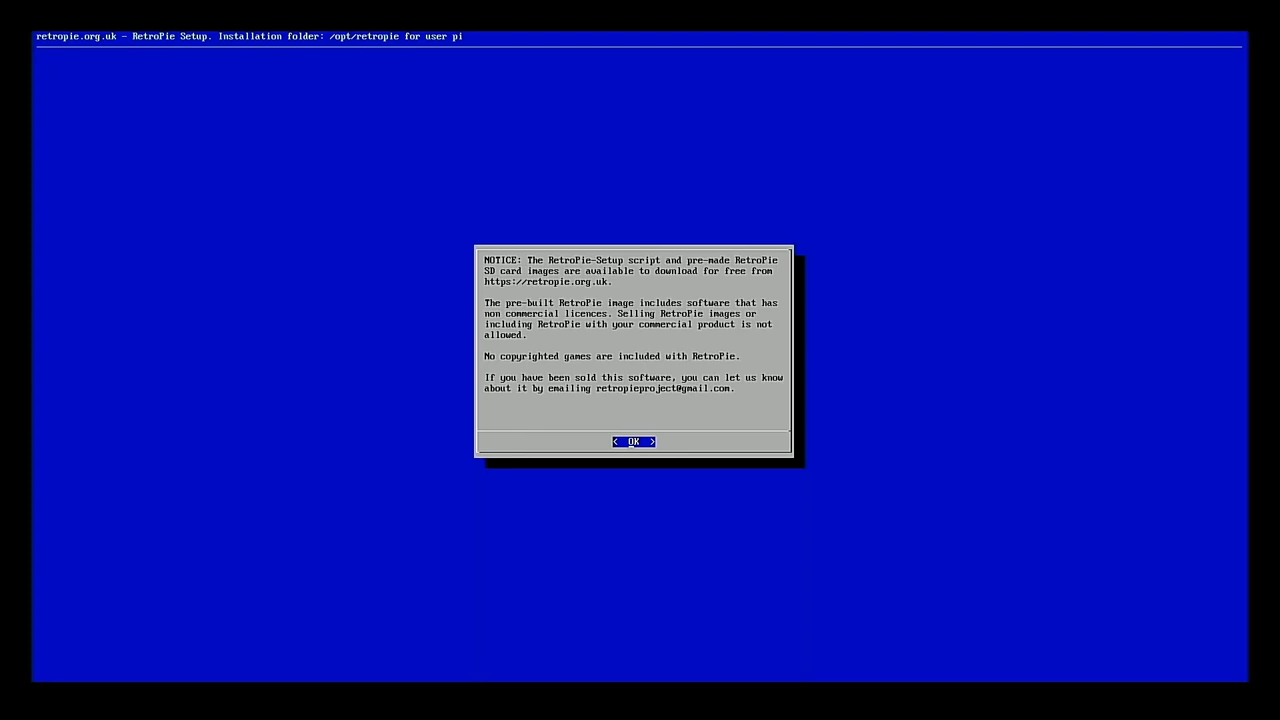 retropie.org.uk - RetroPie Setup. Installation folder: /opt/retropie for user pi
NOTICE: The RetroPie-Setup script and pre-made RetroPie
SD card images are available to download for free from
https://retropie.org.uk.
The pre-built RetroPie image includes software that has
non commercial licences. Selling RetroPie images or
including RetroPie with your commercial product is not
allowed.
No copyrighted games are included with RetroPie.
If you have been sold this software, you can let us know
about it by emailing retropieproject@gmail.com.
< OK >